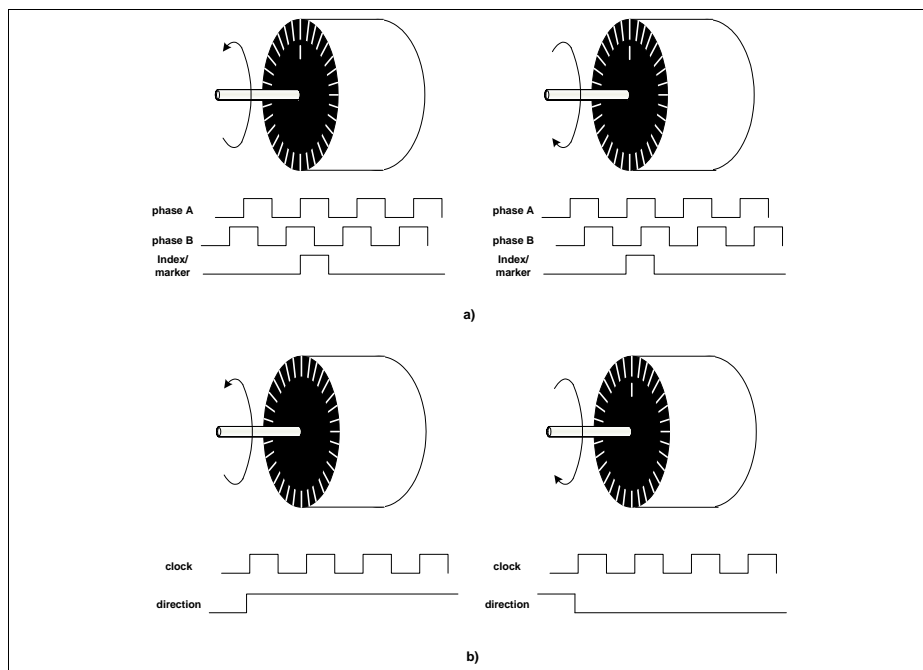 phase A
phase B
Index/
marker
phase A
phase B
Index/
marker
a)
clock
direction
clock
direction
b)